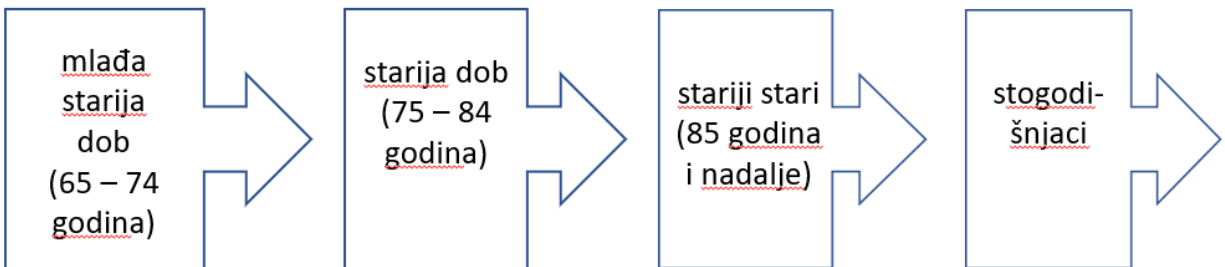 mlađa
starija
dob
(65 – 74
godina)
starija dob
(75 – 84
godina)
stariji stari
(85 godina
i nadalje)
stogodi-
šnjaci